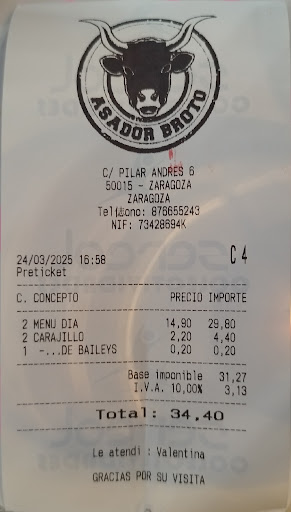 ASADOR BROTO
C/ PILAR ANDRES 6
50015 - ZARAGOZA
ZARAGOZA
Teléfono: 876655243
NIF: 73428694K
24/03/2025 16:58 C 4
Preticket
C. CONCEPTO PRECIO IMPORTE
2 MENU DIA 14,90 29,80
2 CARAJILLO 2,20 4,40
1 -...DE BAILEYS 0,20 0,20
Base imponible 31,27
I.V.A. 10,00% 3,13
Total: 34,40
Le atendi : Valentina
GRACIAS POR SU VISITA